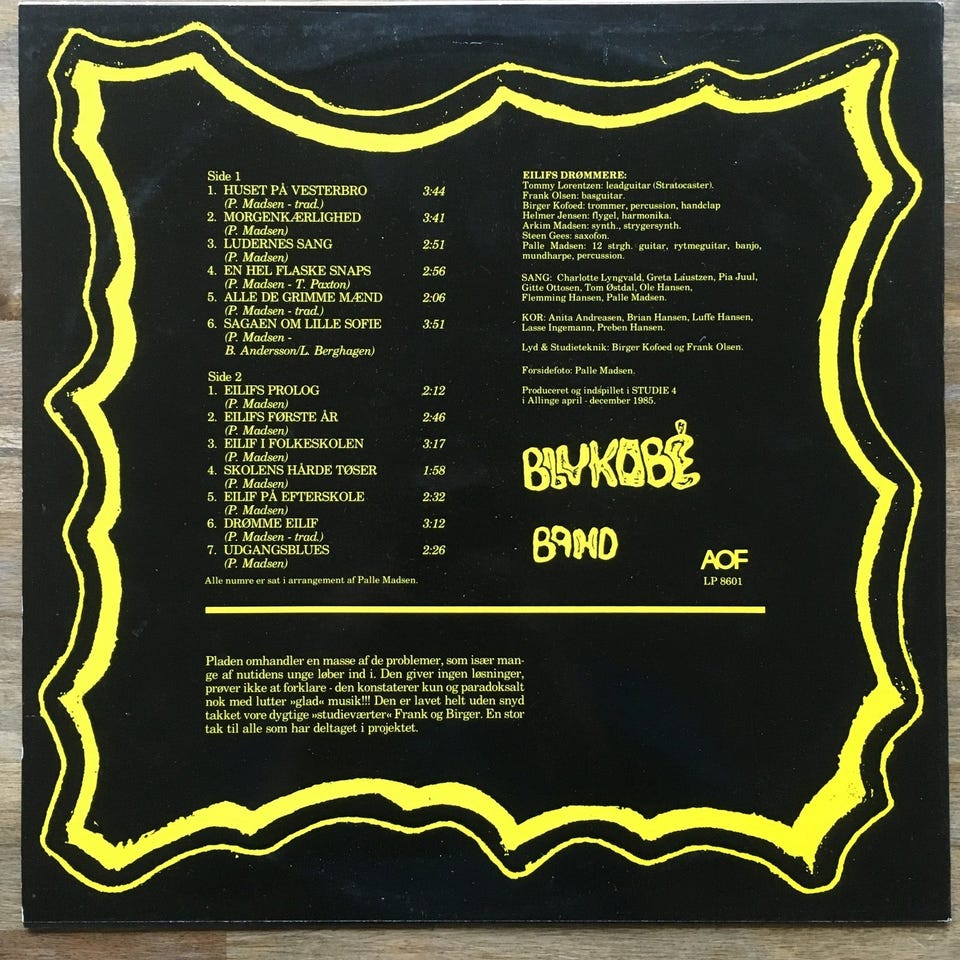 Side 1
1. HUSET PÅ VESTERBRO 3:44
(P. Madsen - trad.)
2. MORGENKÆRLIGHED 3:41
(P. Madsen)
3. LUDERNES SANG 2:51
(P. Madsen)
4. EN HEL FLASKE SNAPS 2:56
(P. Madsen - T. Paxton)
5. ALLE DE GRIMME MÆND 2:06
(P. Madsen - trad.)
6. SAGAEN OM LILLE SOFIE 3:51
(P. Madsen -
B. Andersson/L. Berghagen)
Side 2
1. EILIFS PROLOG 2:12
(P. Madsen)
2. EILIFS FØRSTE ÅR 2:46
(P. Madsen)
3. EILIF I FOLKESKOLEN 3:17
(P. Madsen)
4. SKOLENS HÅRDE TØSER 1:58
(P. Madsen)
5. EILIF PÅ EFTERSKOLE 2:32
(P. Madsen)
6. DRØMME EILIF 3:12
(P. Madsen - trad.)
7. UDGANGSBLUES 2:26
(P. Madsen)
Alle numre er sat i arrangement af Palle Madsen.
EILIFS DRØMMERE:
Tommy Lorentzen: leadguitar (Stratocaster).
Frank Olsen: basguitar.
Birger Kofoed: trommer, percussion, handclap
Helmer Jensen: flygel, harmonika.
Arkim Madsen: synth., strygersynth.
Steen Gees: saxofon.
Palle Madsen: 12 strgh. guitar, rytmeguitar, banjo,
mundharpe, percussion.
SANG: Charlotte Lyngvald, Greta Laustzen, Pia Juul,
Gitte Ottosen, Tom Østdal, Ole Hansen,
Flemming Hansen, Palle Madsen.
KOR: Anita Andreasen, Brian Hansen, Luffe Hansen,
Lasse Ingemann, Preben Hansen.
Lyd & Studieteknik: Birger Kofoed og Frank Olsen.
Forsidefoto: Palle Madsen.
Produceret og indspillet i STUDIE 4
i Allinge april - december 1985.
BLYKOBBE
BAND
AOF
LP 8601
Pladen omhandler en masse af de problemer, som især man-
ge af nutidens unge løber ind i. Den giver ingen løsninger,
prøver ikke at forklare - den konstaterer kun og paradoksalt
nok med lutter »glad« musik!!! Den er lavet helt uden snyd
takket vore dygtige »studieværter« Frank og Birger. En stor
tak til alle som har deltaget i projektet.